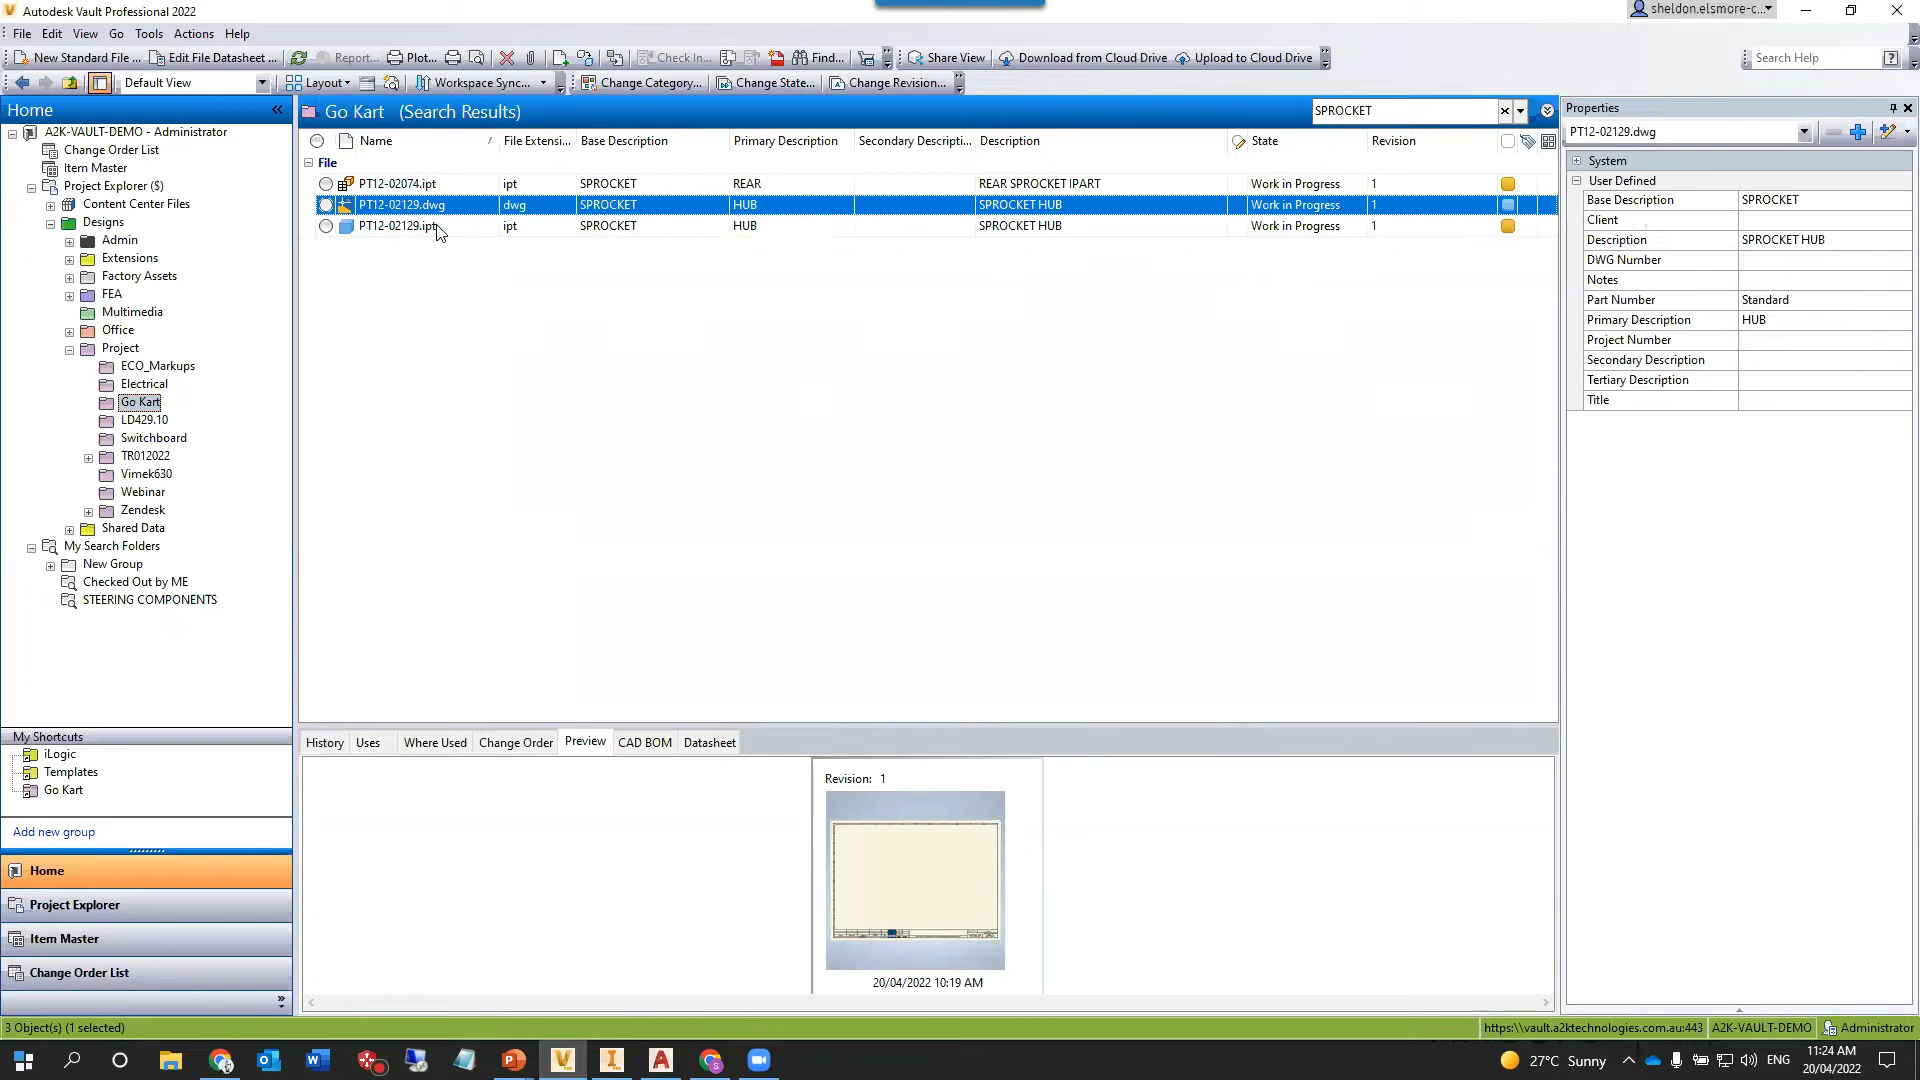 Autodesk Vault Professional 2022
sheldon.elsmore-c...
File Edit View Go Tools Actions Help
New Standard File ... Edit File Datasheet ... Report... Plot... Check In... Find... Share View Download from Cloud Drive Upload to Cloud Drive Search Help
Default View Layout Workspace Sync... Change Category... Change State... Change Revision...
Home
A2K-VAULT-DEMO - Administrator
Change Order List
Item Master
Project Explorer ($)
Content Center Files
Designs
Admin
Extensions
Factory Assets
FEA
Multimedia
Office
Project
ECO_Markups
Electrical
Go Kart
LD429.10
Switchboard
TR012022
Vimek630
Webinar
Zendesk
Shared Data
My Search Folders
New Group
Checked Out by ME
STEERING COMPONENTS
My Shortcuts
iLogic
Templates
Go Kart
Add new group
Home
Project Explorer
Item Master
Change Order List
Go Kart (Search Results) SPROCKET
Name File Extensi... Base Description Primary Description Secondary Descripti... Description State Revision
File
PT12-02074.ipt ipt SPROCKET REAR REAR SPROCKET IPART Work in Progress 1
PT12-02129.dwg dwg SPROCKET HUB SPROCKET HUB Work in Progress 1
PT12-02129.ipt ipt SPROCKET HUB SPROCKET HUB Work in Progress 1
History Uses Where Used Change Order Preview CAD BOM Datasheet
Revision: 1
20/04/2022 10:19 AM
Properties
PT12-02129.dwg
System
User Defined
Base Description SPROCKET
Client
Description SPROCKET HUB
DWG Number
Notes
Part Number Standard
Primary Description HUB
Project Number
Secondary Description
Tertiary Description
Title
3 Object(s) (1 selected) https:\\vault.a2ktechnologies.com.au:443 A2K-VAULT-DEMO Administrator
27°C Sunny ENG 11:24 AM
20/04/2022